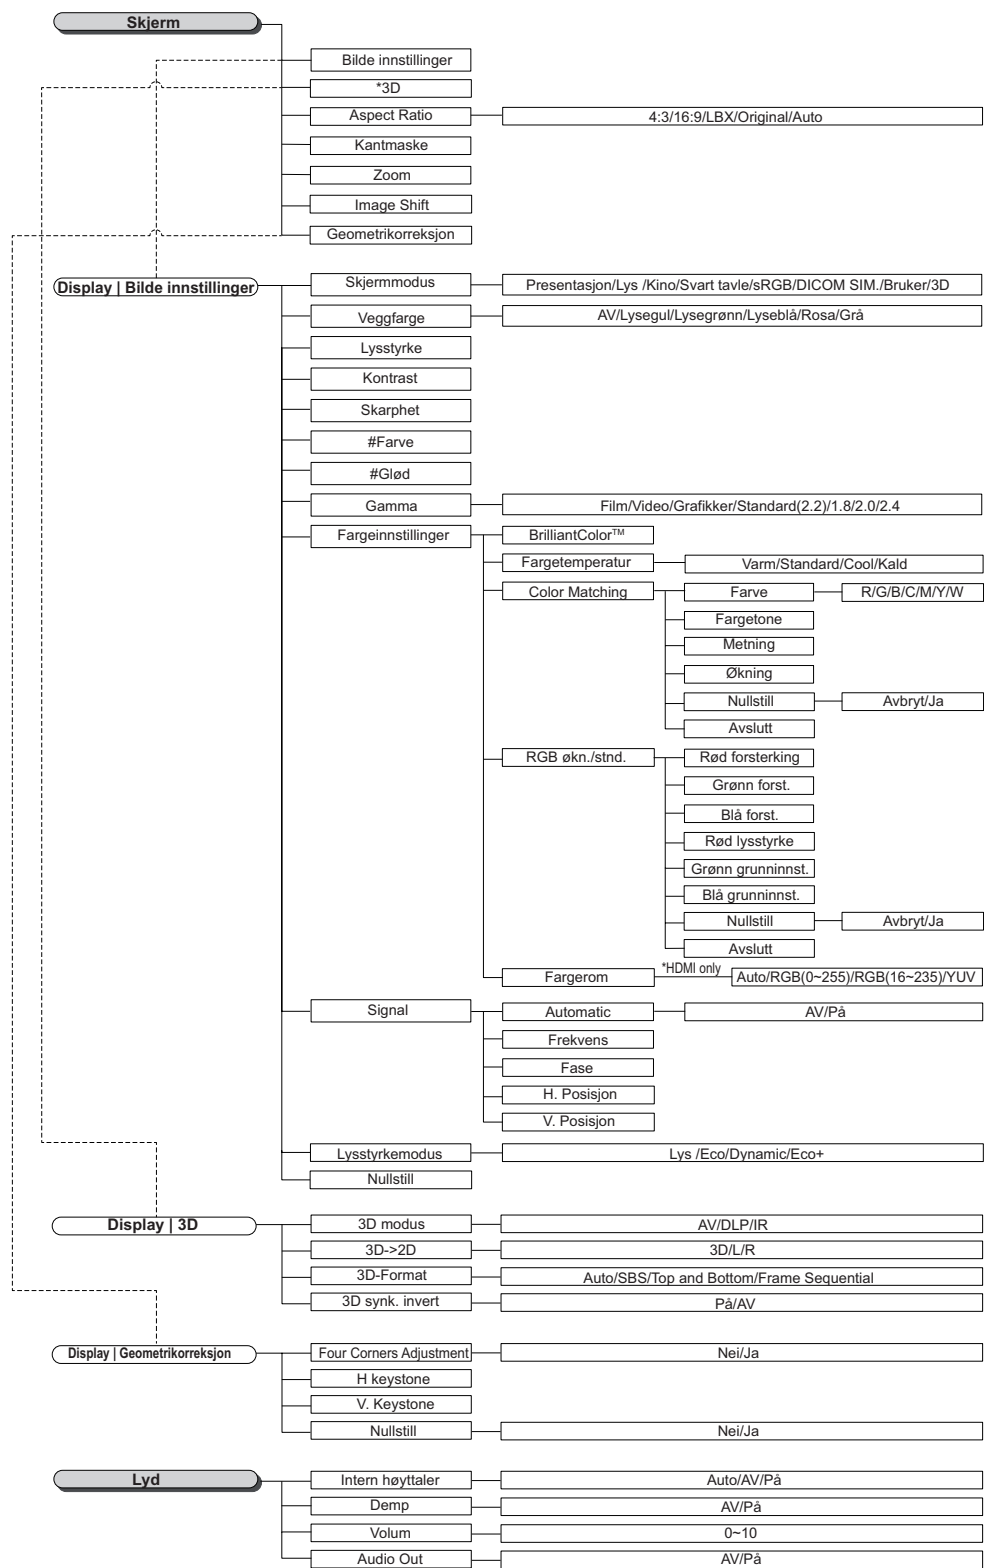 Skjerm
Bilde innstillinger
*3D
Aspect Ratio 4:3/16:9/LBX/Original/Auto
Kantmaske
Zoom
Image Shift
Geometrikorreksjon
Display | Bilde innstillinger
Skjermmodus Presentasjon/Lys /Kino/Svart tavle/sRGB/DICOM SIM./Bruker/3D
Veggfarge AV/Lysegul/Lysegrønn/Lyseblå/Rosa/Grå
Lysstyrke
Kontrast
Skarphet
#Farve
#Glød
Gamma Film/Video/Grafikker/Standard(2.2)/1.8/2.0/2.4
Fargeinnstillinger BrilliantColor™
Fargetemperatur Varm/Standard/Cool/Kald
Color Matching Farve R/G/B/C/M/Y/W
Fargetone
Metning
Økning
Nullstill Avbryt/Ja
Avslutt
RGB økn./stnd. Rød forsterking
Grønn forst.
Blå forst.
Rød lysstyrke
Grønn grunninnst.
Blå grunninnst.
Nullstill Avbryt/Ja
Avslutt
Fargerom *HDMI only Auto/RGB(0~255)/RGB(16~235)/YUV
Signal Automatic AV/På
Frekvens
Fase
H. Posisjon
V. Posisjon
Lysstyrkemodus Lys /Eco/Dynamic/Eco+
Nullstill
Display | 3D
3D modus AV/DLP/IR
3D->2D 3D/L/R
3D-Format Auto/SBS/Top and Bottom/Frame Sequential
3D synk. invert På/AV
Display | Geometrikorreksjon
Four Corners Adjustment Nei/Ja
H keystone
V. Keystone
Nullstill Nei/Ja
Lyd
Intern høyttaler Auto/AV/På
Demp AV/På
Volum 0~10
Audio Out AV/På